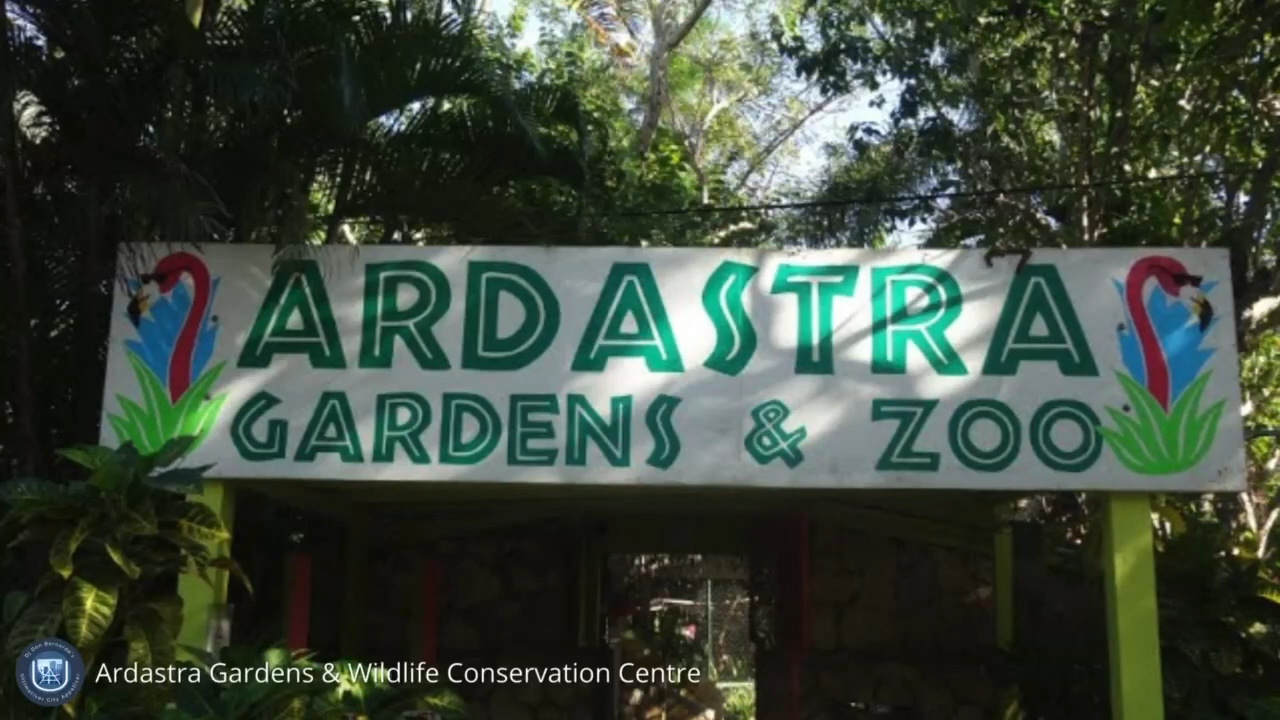 ARDASTRA
GARDENS & ZOO
Ardastra Gardens & Wildlife Conservation Centre